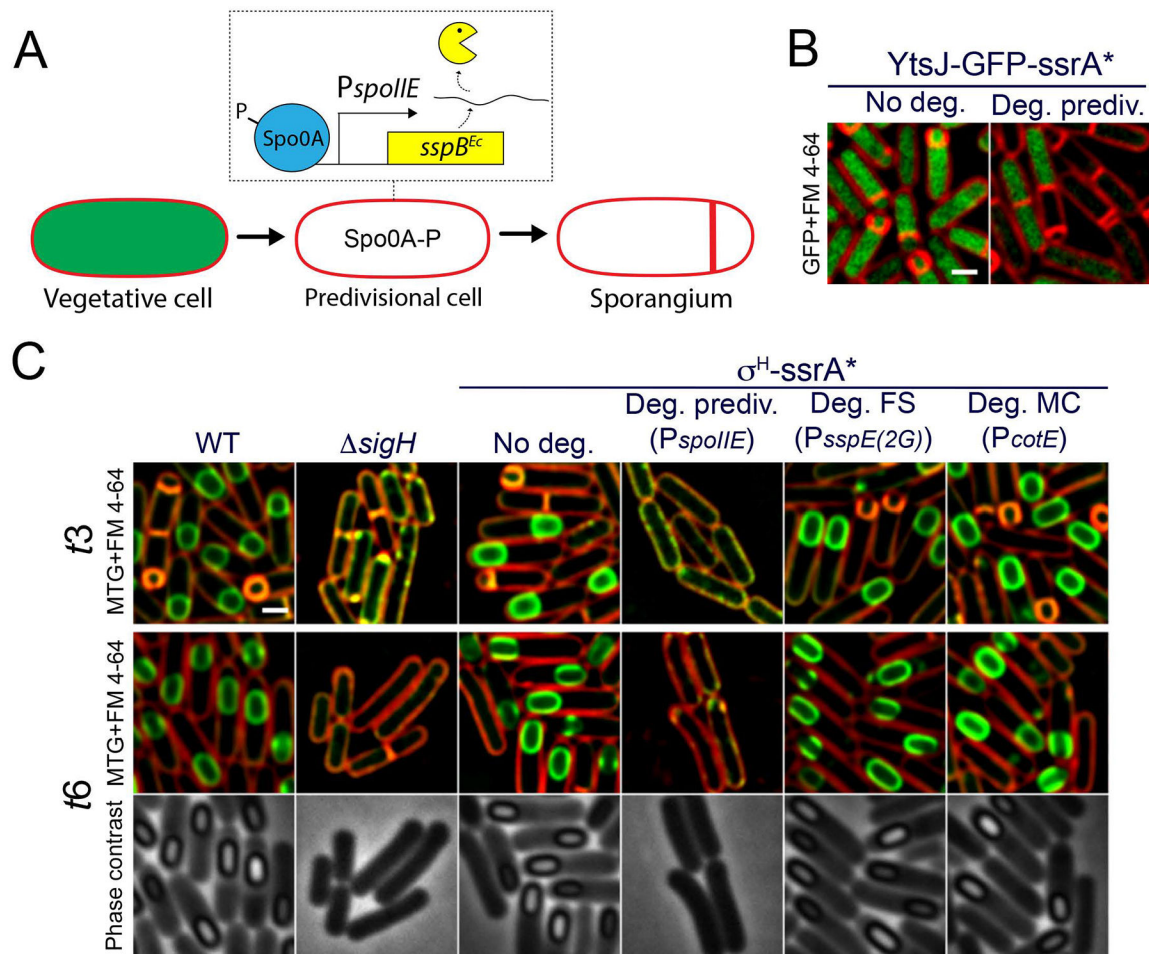 A
P
Spo0A
PspoIIE
sspB^Ec
Vegetative cell
Spo0A-P
Predivisional cell
Sporangium
B
YtsJ-GFP-ssrA*
No deg.
Deg. prediv.
GFP+FM 4-64
C
σ^H-ssrA*
WT
ΔsigH
No deg.
Deg. prediv.
(PspoIIE)
Deg. FS
(PsspE(2G))
Deg. MC
(PcotE)
t3
MTG+FM 4-64
t6
MTG+FM 4-64
Phase contrast